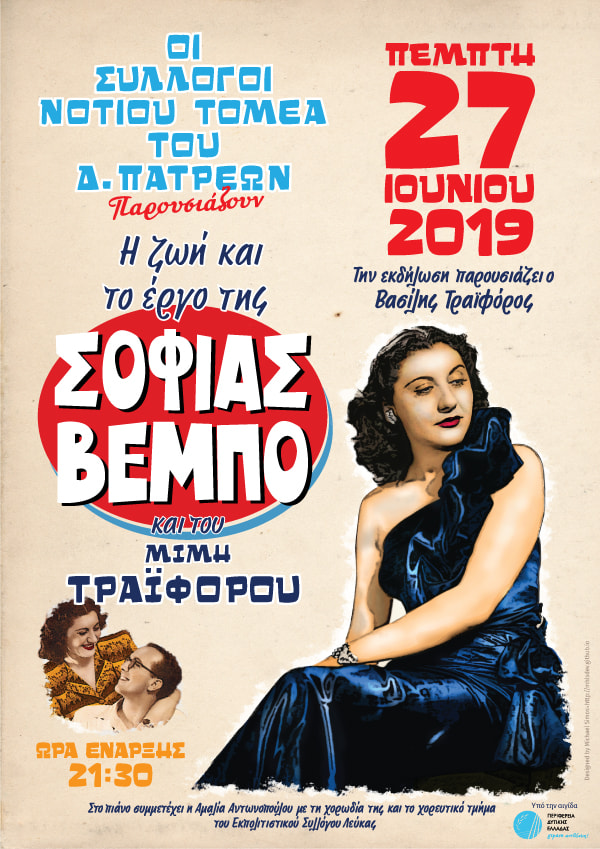 ΟΙ
ΣΥΛΛΟΓΟΙ
ΝΟΤΙΟΥ ΤΟΜΕΑ
ΤΟΥ
Δ.ΠΑΤΡΕΩΝ
Παρουσιάζουν
Η ζωή και
το έργο της
ΣΟΦΙΑΣ
ΒΕΜΠΟ
και του
ΜΙΜΗ
ΤΡΑΪΦΟΡΟΥ
ΠΕΜΠΤΗ
27
ΙΟΥΝΙΟΥ
2019
Την εκδήλωση παρουσιάζει ο
Βασίλης Τραϊφόρος
ΩΡΑ ΕΝΑΡΞΗΣ
21:30
Στο πιάνο συμμετέχει η Αμαλία Αντωνοπούλου με τη χορωδία της, και το χορευτικό τμήμα
του Εκπολιτιστικού Συλλόγου Λεύκας
Υπό την αιγίδα
ΠΕΡΙΦΕΡΕΙΑ
ΔΥΤΙΚΗΣ
ΕΛΛΑΔΑΣ